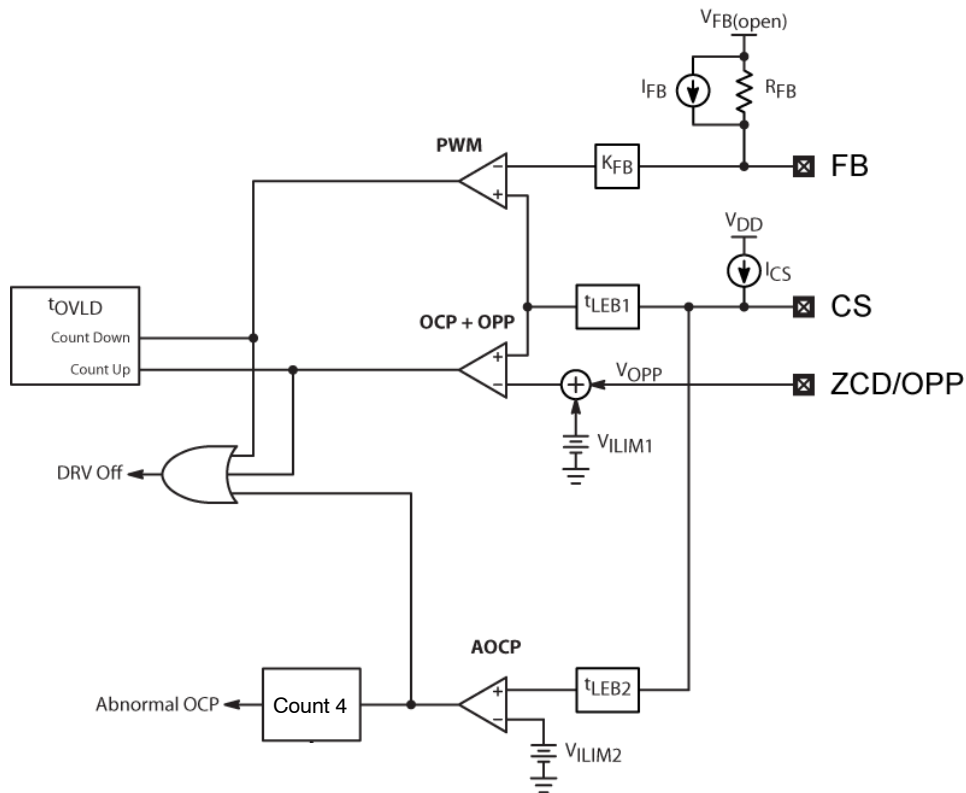 VFB(open)
IFB
RFB
PWM
KFB
FB
−
+
VDD
ICS
tLEB1
CS
tOVLD
Count Down
Count Up
OCP + OPP
+
−
VOPP
+
ZCD/OPP
VILIM1
DRV Off
AOCP
tLEB2
+
−
Abnormal OCP
Count 4
VILIM2